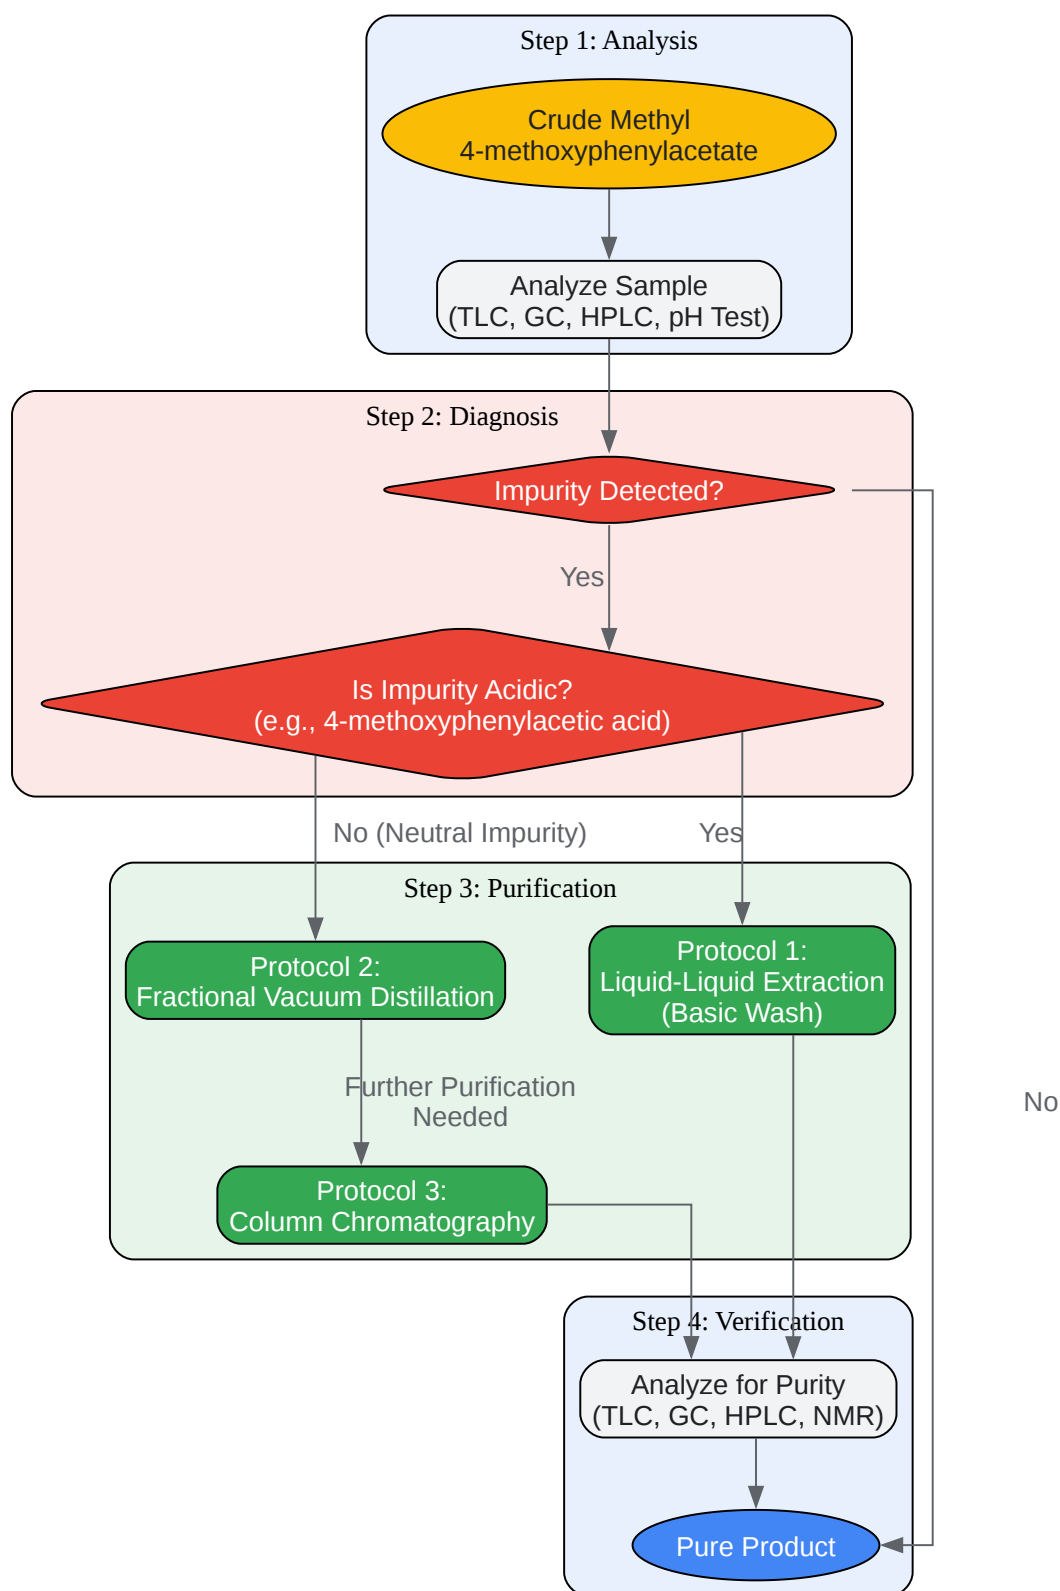 Step 1: Analysis
Crude Methyl
4-methoxyphenylacetate
Analyze Sample
(TLC, GC, HPLC, pH Test)
Step 2: Diagnosis
Impurity Detected?
Yes
Is Impurity Acidic?
(e.g., 4-methoxyphenylacetic acid)
No (Neutral Impurity)
Yes
Step 3: Purification
Protocol 2:
Fractional Vacuum Distillation
Protocol 1:
Liquid-Liquid Extraction
(Basic Wash)
Further Purification
Needed
No
Protocol 3:
Column Chromatography
Step 4: Verification
Analyze for Purity
(TLC, GC, HPLC, NMR)
Pure Product